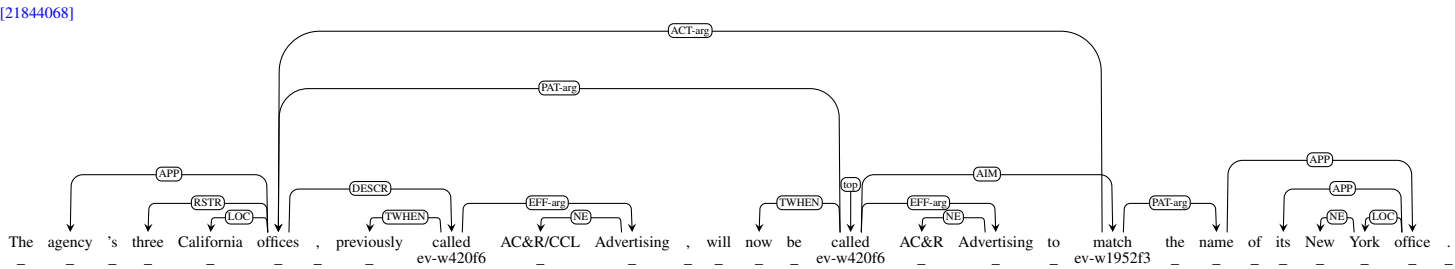 [21844068]
ACT-arg
PAT-arg
APP
APP AIM
top
DESCR APP
RSTR EFF-arg TWHEN EFF-arg PAT-arg
LOC TWHEN NE NE NE LOC
The agency 's three California offices , previously called AC&R/CCL Advertising , will now be called AC&R Advertising to match the name of its New York office .
_ _ _ _ _ _ _ _ ev-w420f6 _ _ _ _ _ _ ev-w420f6 _ _ _ ev-w1952f3 _ _ _ _ _ _ _ _